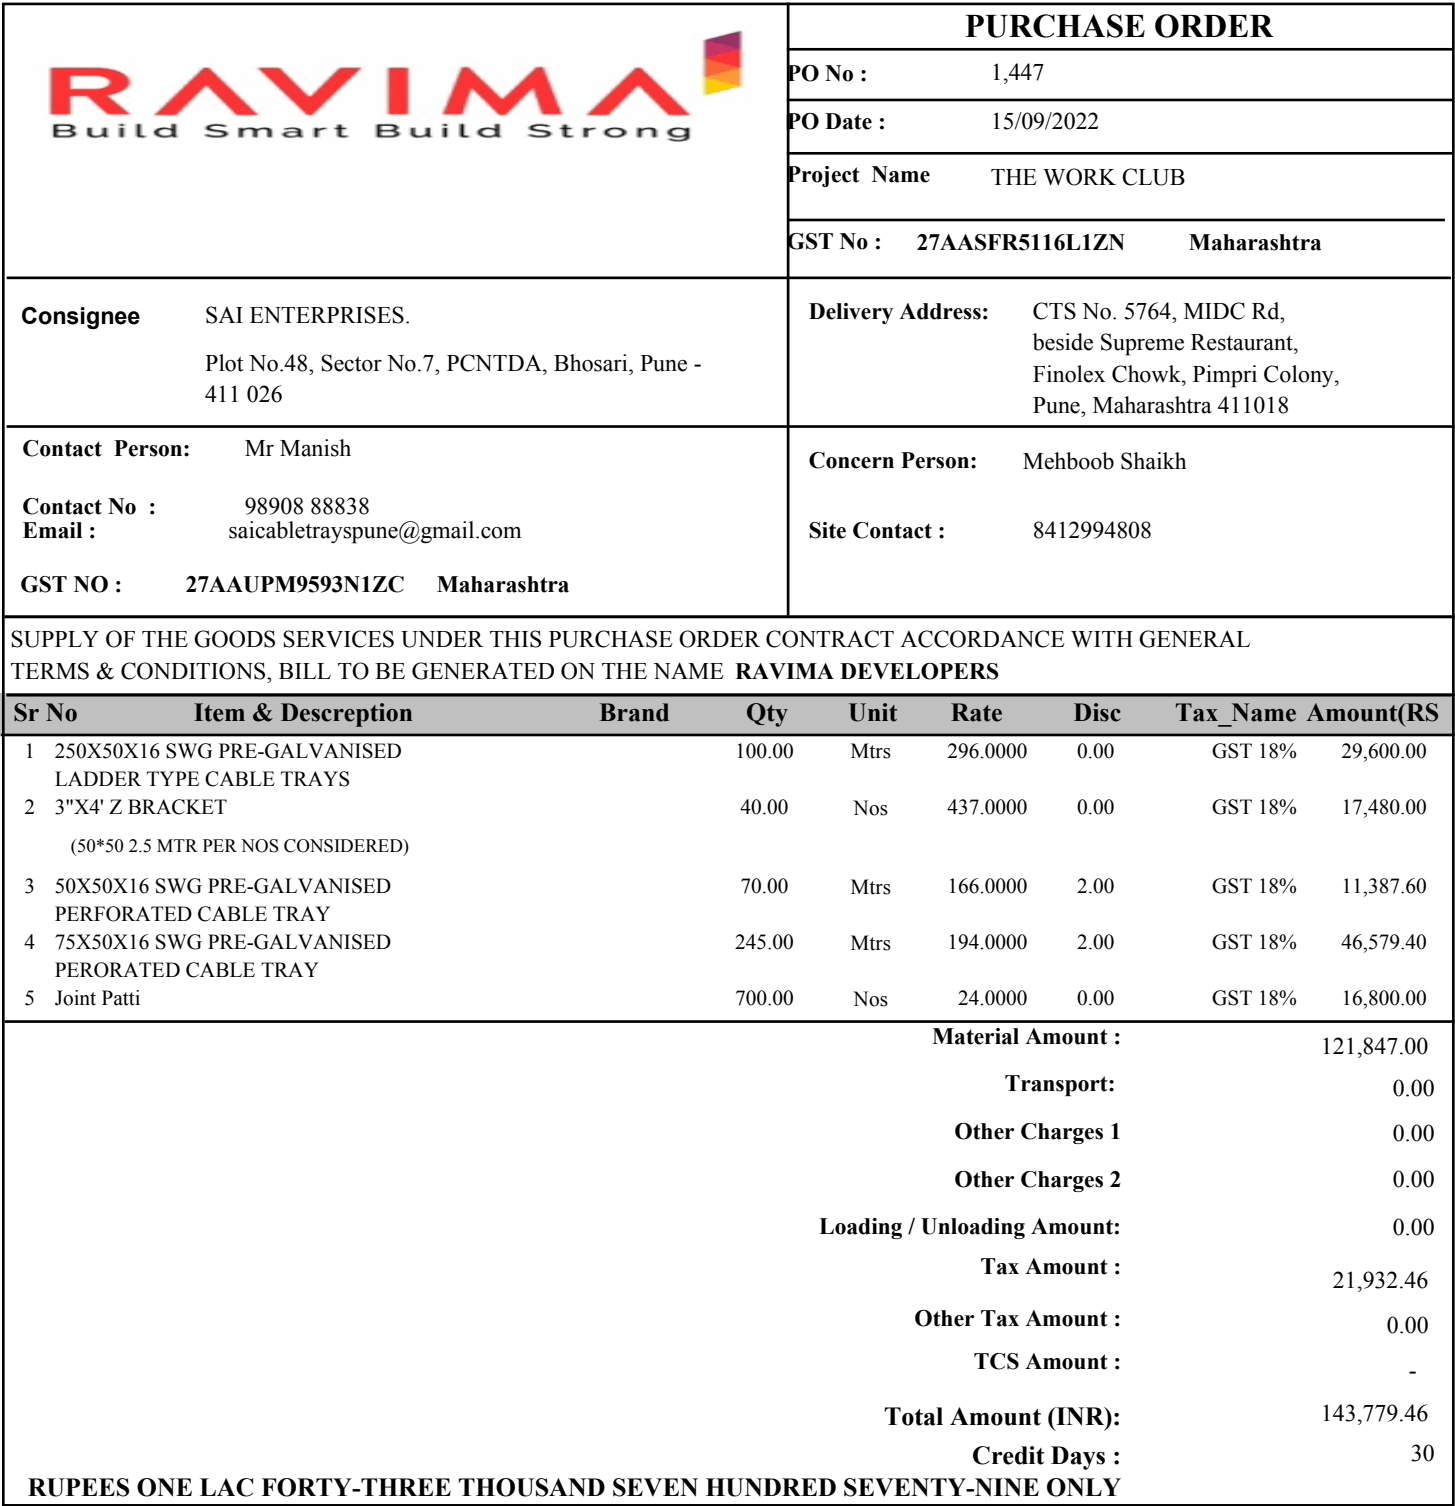 RAVIMA
Build Smart Build Strong
PURCHASE ORDER
PO No : 1,447
PO Date : 15/09/2022
Project Name THE WORK CLUB
GST No : 27AASFR5116L1ZN Maharashtra
Consignee SAI ENTERPRISES.
Plot No.48, Sector No.7, PCNTDA, Bhosari, Pune -
411 026
Delivery Address: CTS No. 5764, MIDC Rd,
beside Supreme Restaurant,
Finolex Chowk, Pimpri Colony,
Pune, Maharashtra 411018
Contact Person: Mr Manish
Contact No : 98908 88838
Email : saicabletrayspune@gmail.com
GST NO : 27AAUPM9593N1ZC Maharashtra
Concern Person: Mehboob Shaikh
Site Contact : 8412994808
SUPPLY OF THE GOODS SERVICES UNDER THIS PURCHASE ORDER CONTRACT ACCORDANCE WITH GENERAL
TERMS & CONDITIONS, BILL TO BE GENERATED ON THE NAME RAVIMA DEVELOPERS
Sr No Item & Descreption Brand Qty Unit Rate Disc Tax_Name Amount(RS
1 250X50X16 SWG PRE-GALVANISED 100.00 Mtrs 296.0000 0.00 GST 18% 29,600.00
LADDER TYPE CABLE TRAYS
2 3"X4' Z BRACKET 40.00 Nos 437.0000 0.00 GST 18% 17,480.00
(50*50 2.5 MTR PER NOS CONSIDERED)
3 50X50X16 SWG PRE-GALVANISED 70.00 Mtrs 166.0000 2.00 GST 18% 11,387.60
PERFORATED CABLE TRAY
4 75X50X16 SWG PRE-GALVANISED 245.00 Mtrs 194.0000 2.00 GST 18% 46,579.40
PERORATED CABLE TRAY
5 Joint Patti 700.00 Nos 24.0000 0.00 GST 18% 16,800.00
Material Amount : 121,847.00
Transport: 0.00
Other Charges 1 0.00
Other Charges 2 0.00
Loading / Unloading Amount: 0.00
Tax Amount : 21,932.46
Other Tax Amount : 0.00
TCS Amount : -
Total Amount (INR): 143,779.46
Credit Days : 30
RUPEES ONE LAC FORTY-THREE THOUSAND SEVEN HUNDRED SEVENTY-NINE ONLY